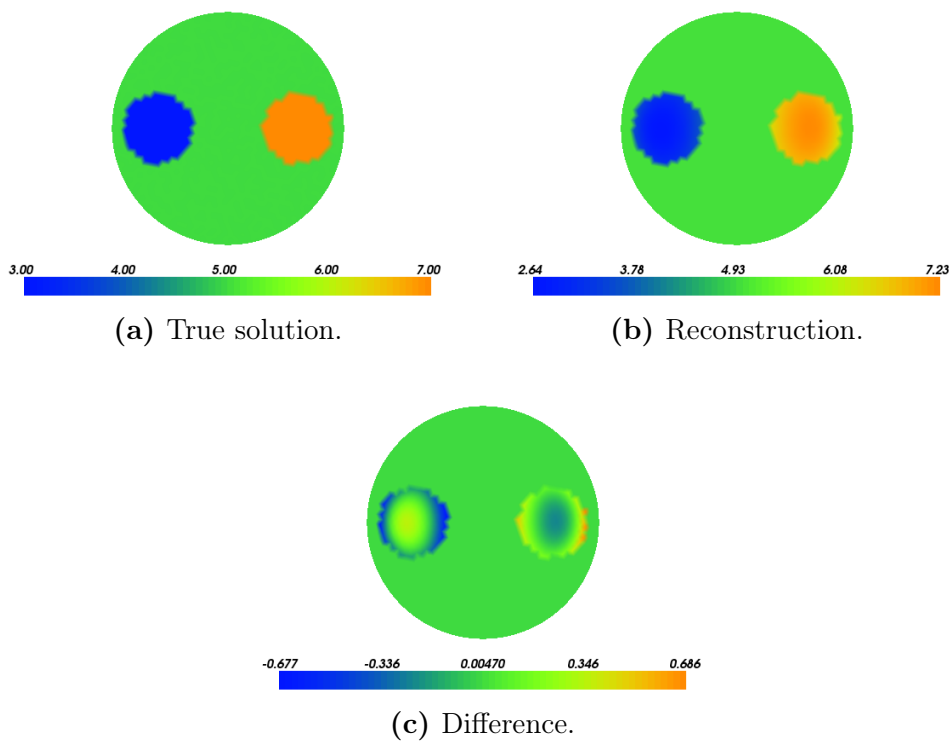 3.00 4.00 5.00 6.00 7.00
(a) True solution.
2.64 3.78 4.93 6.08 7.23
(b) Reconstruction.
-0.677 -0.336 0.00470 0.346 0.686
(c) Difference.